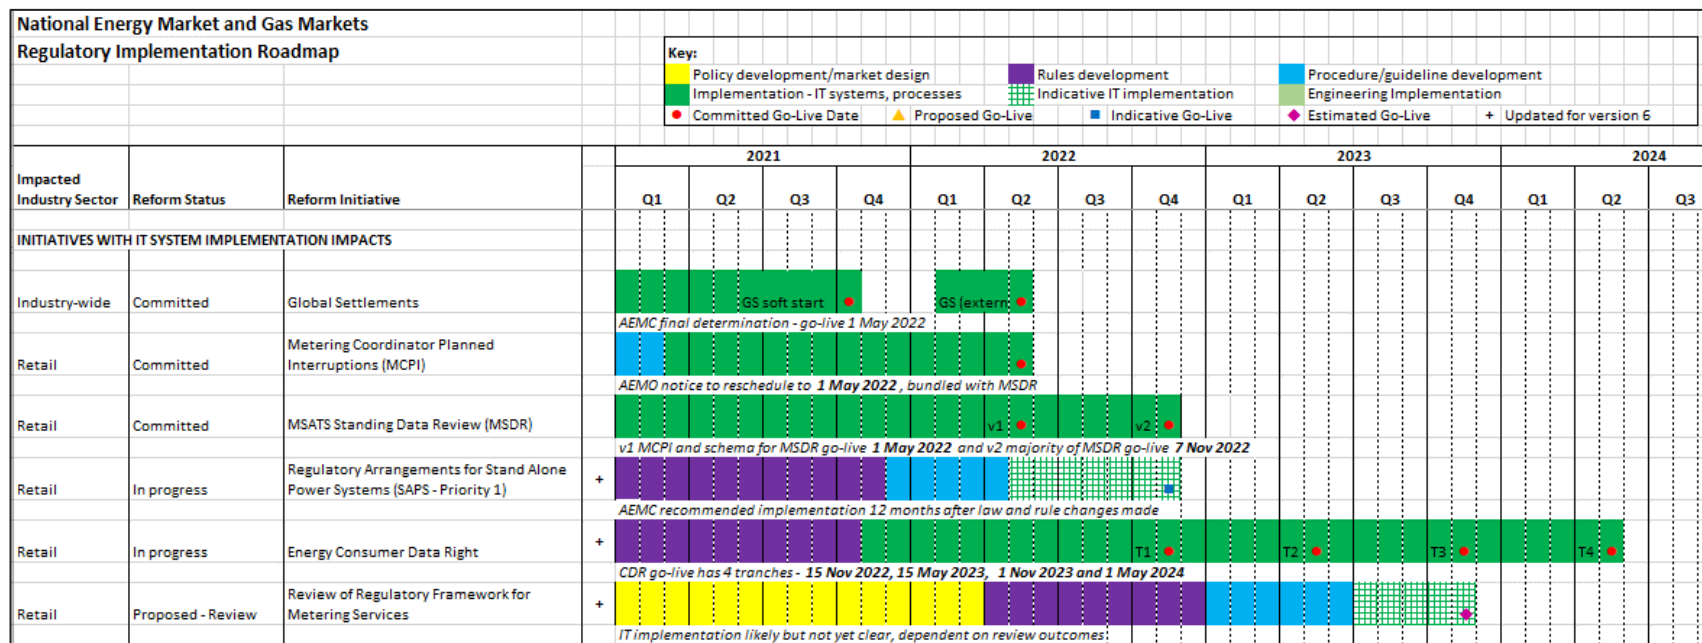 National Energy Market and Gas Markets
Regulatory Implementation Roadmap
Key:
Policy development/market design Rules development Procedure/guideline development
Implementation - IT systems, processes Indicative IT implementation Engineering Implementation
Committed Go-Live Date Proposed Go-Live Indicative Go-Live Estimated Go-Live + Updated for version 6
2021 2022 2023 2024
Impacted
Industry Sector Reform Status Reform Initiative Q1 Q2 Q3 Q4 Q1 Q2 Q3 Q4 Q1 Q2 Q3 Q4 Q1 Q2 Q3
INITIATIVES WITH IT SYSTEM IMPLEMENTATION IMPACTS
Industry-wide Committed Global Settlements GS soft start GS (extern
AEMC final determination - go-live 1 May 2022
Metering Coordinator Planned
Retail Committed Interruptions (MCPI)
AEMO notice to reschedule to 1 May 2022, bundled with MSDR
Retail Committed MSATS Standing Data Review (MSDR) v1 v2
v1 MCPI and schema for MSDR go-live 1 May 2022 and v2 majority of MSDR go-live 7 Nov 2022
Regulatory Arrangements for Stand Alone
Retail In progress Power Systems (SAPS - Priority 1) +
AEMC recommended implementation 12 months after law and rule changes made
Retail In progress Energy Consumer Data Right + T1 T2 T3 T4
CDR go-live has 4 tranches - 15 Nov 2022, 15 May 2023, 1 Nov 2023 and 1 May 2024
Review of Regulatory Framework for
Retail Proposed - Review Metering Services +
IT implementation likely but not yet clear, dependent on review outcomes